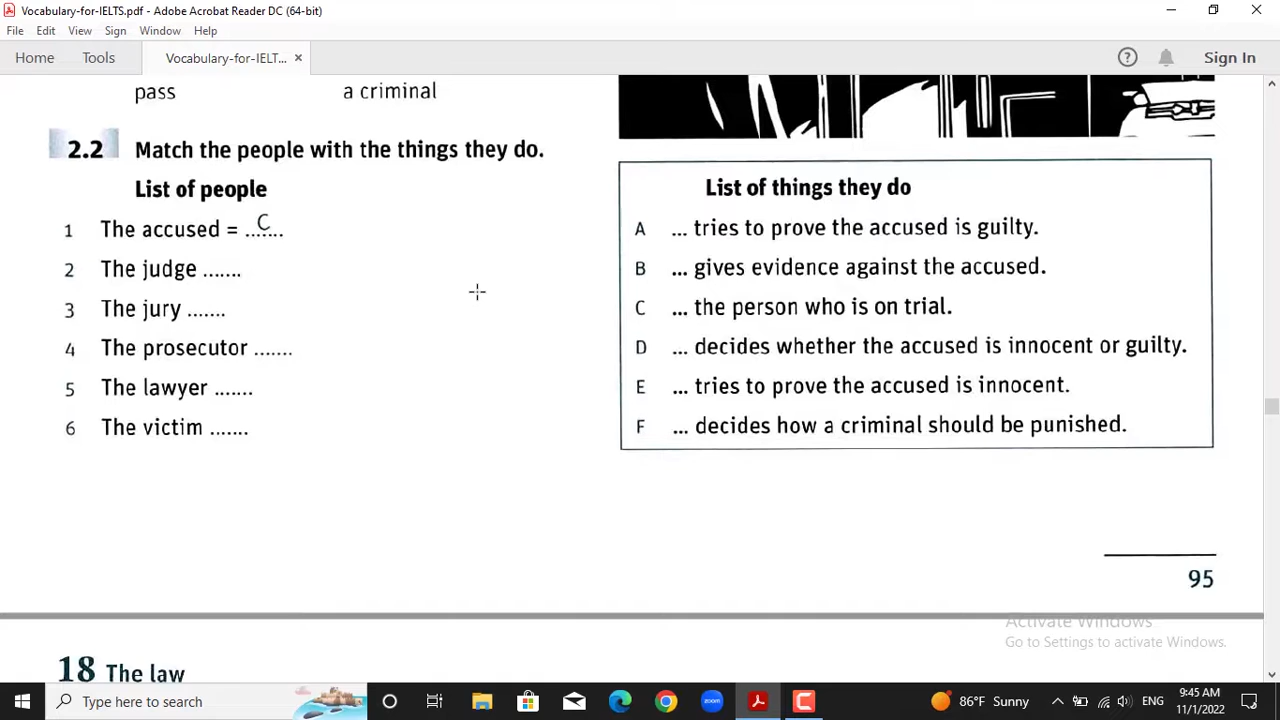 Vocabulary-for-IELTS.pdf - Adobe Acrobat Reader DC (64-bit)
File Edit View Sign Window Help
Home Tools Vocabulary-for-IELT... × Sign In
pass a criminal
2.2 Match the people with the things they do.
List of people
1 The accused = ...C...
2 The judge .......
3 The jury .......
4 The prosecutor .......
5 The lawyer .......
6 The victim .......
List of things they do
A ... tries to prove the accused is guilty.
B ... gives evidence against the accused.
C ... the person who is on trial.
D ... decides whether the accused is innocent or guilty.
E ... tries to prove the accused is innocent.
F ... decides how a criminal should be punished.
95
Activate Windows
Go to Settings to activate Windows.
18 The law
Type here to search
86°F Sunny
ENG
9:45 AM
11/1/2022